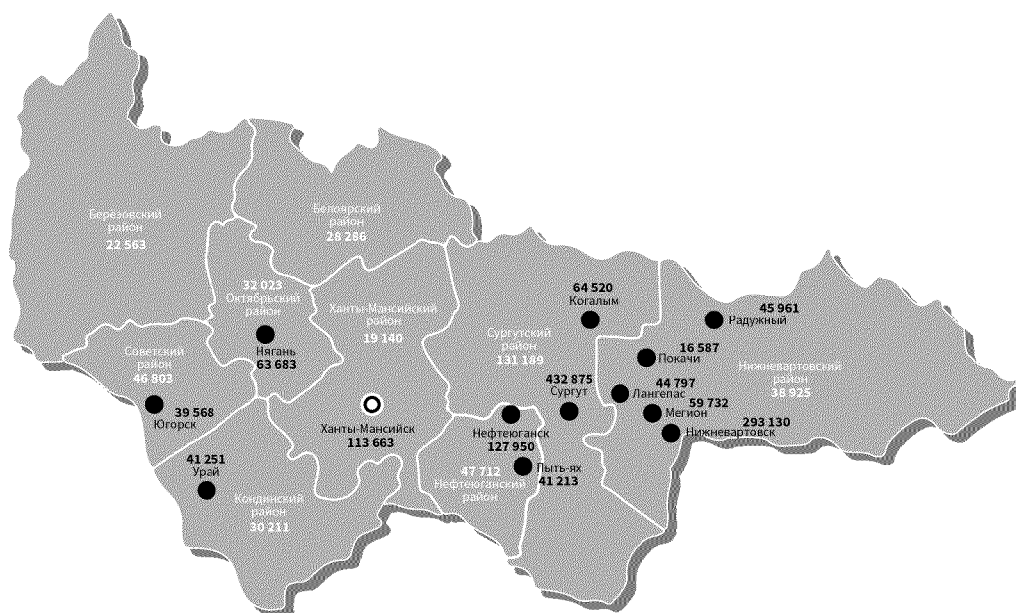 Березовский
район
22 563
Белоярский
район
28 286
32 023
Октябрьский
район
Нягань
63 683
Ханты-Мансийский
район
19 140
Советский
район
46 803
39 568
Югорск
41 251
Урай
Кондинский
район
30 211
Ханты-Мансийск
113 663
64 520
Когалым
Сургутский
район
131 189
432 875
Сургут
Нефтеюганск
127 950
47 712
Нефтеюганский
район
Пыть-ях
41 213
45 961
Радужный
16 587
Покачи
44 797
Лангепас
59 732
Мегион
293 130
Нижневартовск
Нижневартовский
район
38 925